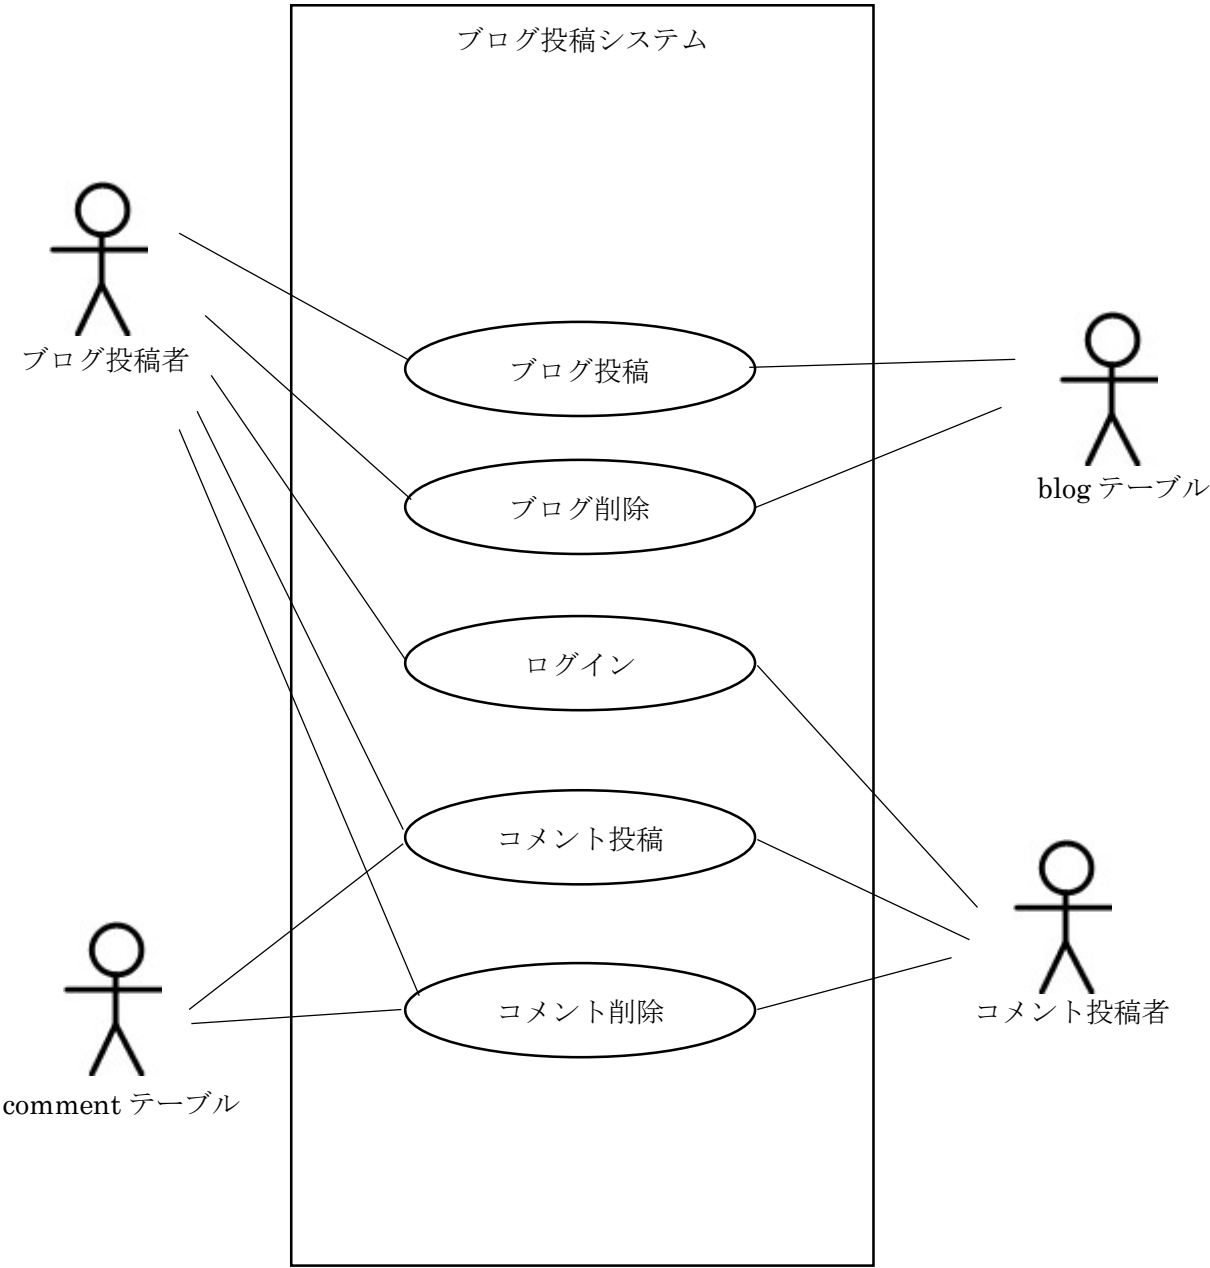 ブログ投稿システム
ブログ投稿者
ブログ投稿
blog テーブル
ブログ削除
ログイン
コメント投稿
コメント投稿者
コメント削除
comment テーブル